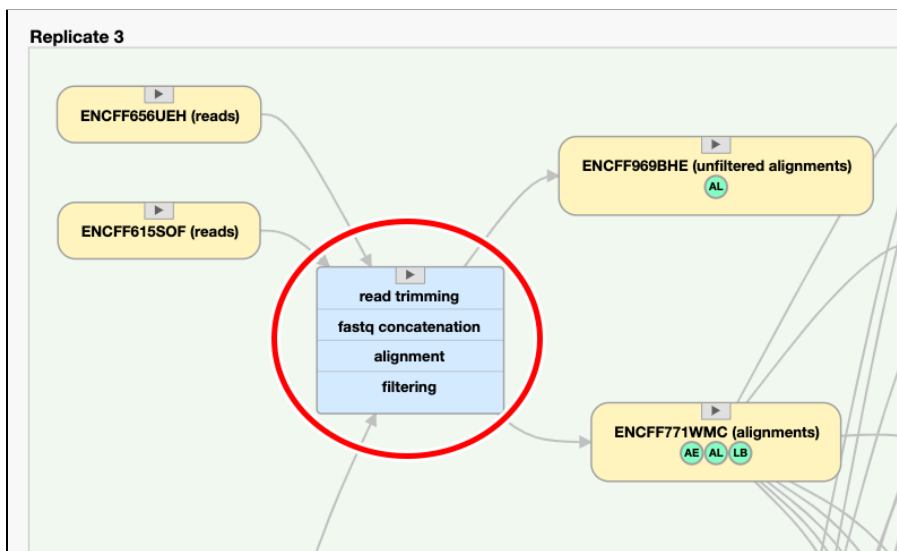 Replicate 3
ENCFF656UEH (reads)
ENCFF969BHE (unfiltered alignments)
AL
ENCFF615SOF (reads)
read trimming
fastq concatenation
alignment
filtering
ENCFF771WMC (alignments)
AE AL LB